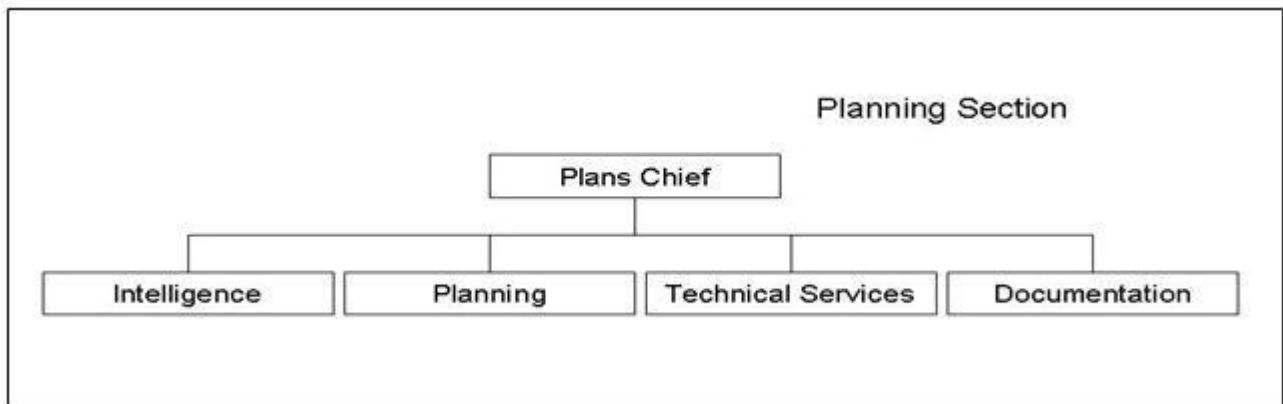 Planning Section
Plans Chief
Intelligence
Planning
Technical Services
Documentation